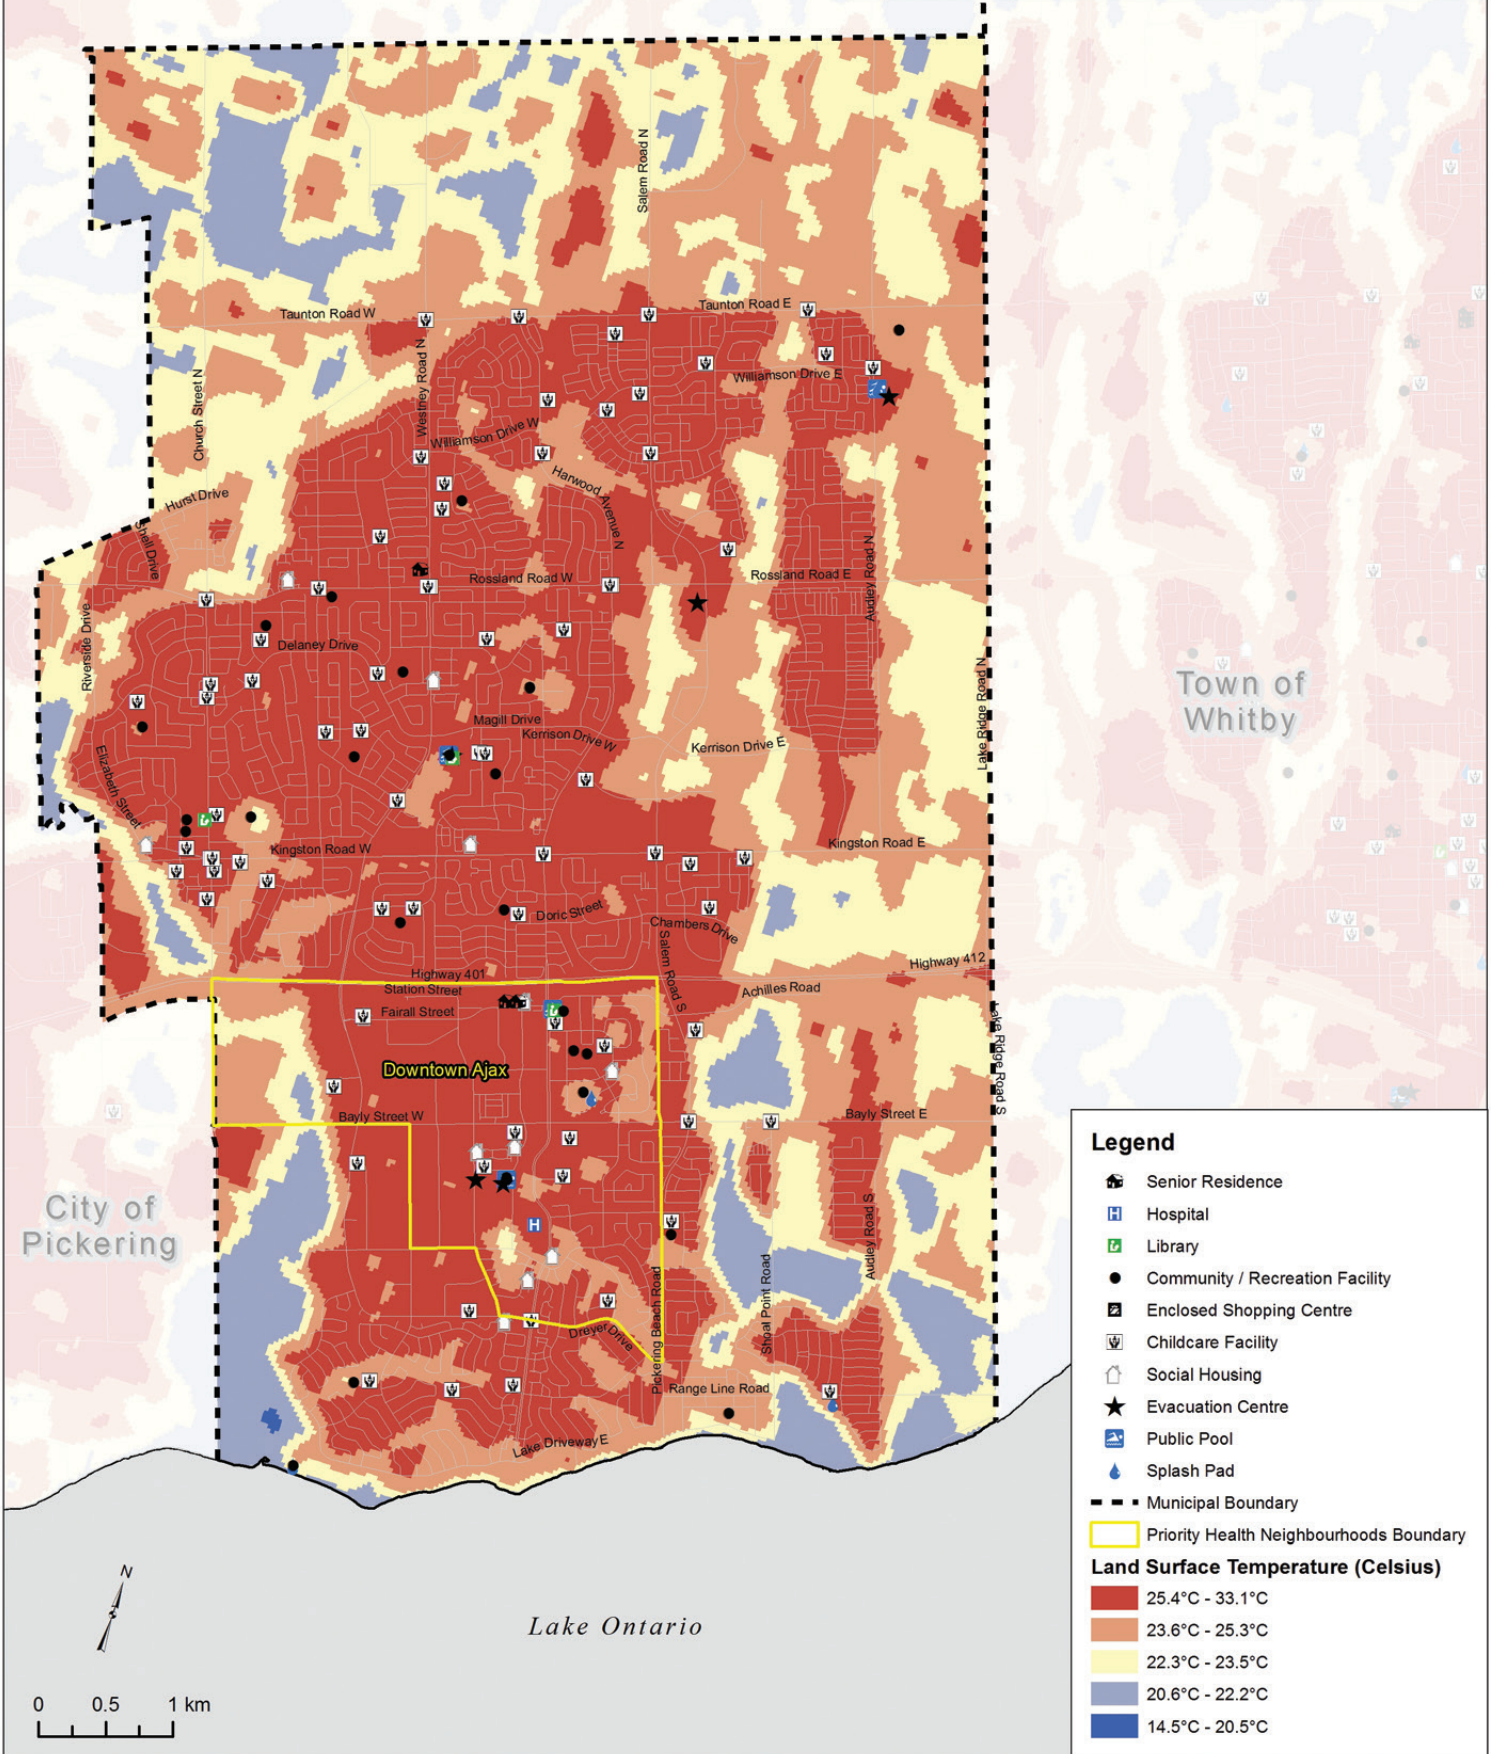 Salem Road N
Taunton Road W
Taunton Road E
Church Street N
Westney Road N
Williamson Drive E
Williamson Drive W
Harwood Avenue N
Hurst Drive
Shell Drive
Rossland Road W
Rossland Road E
Audley Road N
Riverside Drive
Delaney Drive
Lake Ridge Road N
Town of
Whitby
Magill Drive
Kerrison Drive W
Kerrison Drive E
Elizabeth Street
Kingston Road W
Kingston Road E
Doric Street
Chambers Drive
Salem Road S
Highway 401
Highway 412
Station Street
Achilles Road
Fairall Street
Lake Ridge Road S
Downtown Ajax
Bayly Street W
Bayly Street E
City of
Pickering
Audley Road S
Shoal Point Road
Pickering Beach Road
Dreyer Drive
Range Line Road
Lake Driveway E
Lake Ontario
N
0 0.5 1 km
Legend
Senior Residence
H Hospital
Library
Community / Recreation Facility
Enclosed Shopping Centre
Childcare Facility
Social Housing
Evacuation Centre
Public Pool
Splash Pad
Municipal Boundary
Priority Health Neighbourhoods Boundary
Land Surface Temperature (Celsius)
25.4°C - 33.1°C
23.6°C - 25.3°C
22.3°C - 23.5°C
20.6°C - 22.2°C
14.5°C - 20.5°C